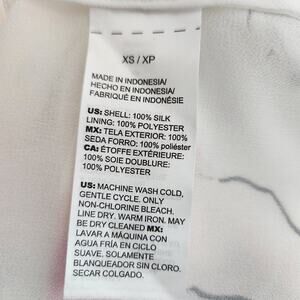 XS / XP
MADE IN INDONESIA/
HECHO EN INDONESIA/
FABRIQUÉ EN INDONÉSIE
US: SHELL: 100% SILK
LINING: 100% POLYESTER
MX: TELA EXTERIOR: 100%
SEDA FORRO: 100% poliéster
CA: ÉTOFFE EXTÉRIEURE:
100% SOIE DOUBLURE:
100% POLYESTER
US: MACHINE WASH COLD,
GENTLE CYCLE. ONLY
NON-CHLORINE BLEACH.
LINE DRY. WARM IRON. MAY
BE DRY CLEANED MX:
LAVAR A MÁQUINA CON
AGUA FRÍA EN CICLO
SUAVE. SOLAMENTE
BLANQUEADOR SIN CLORO.
SECAR COLGADO.